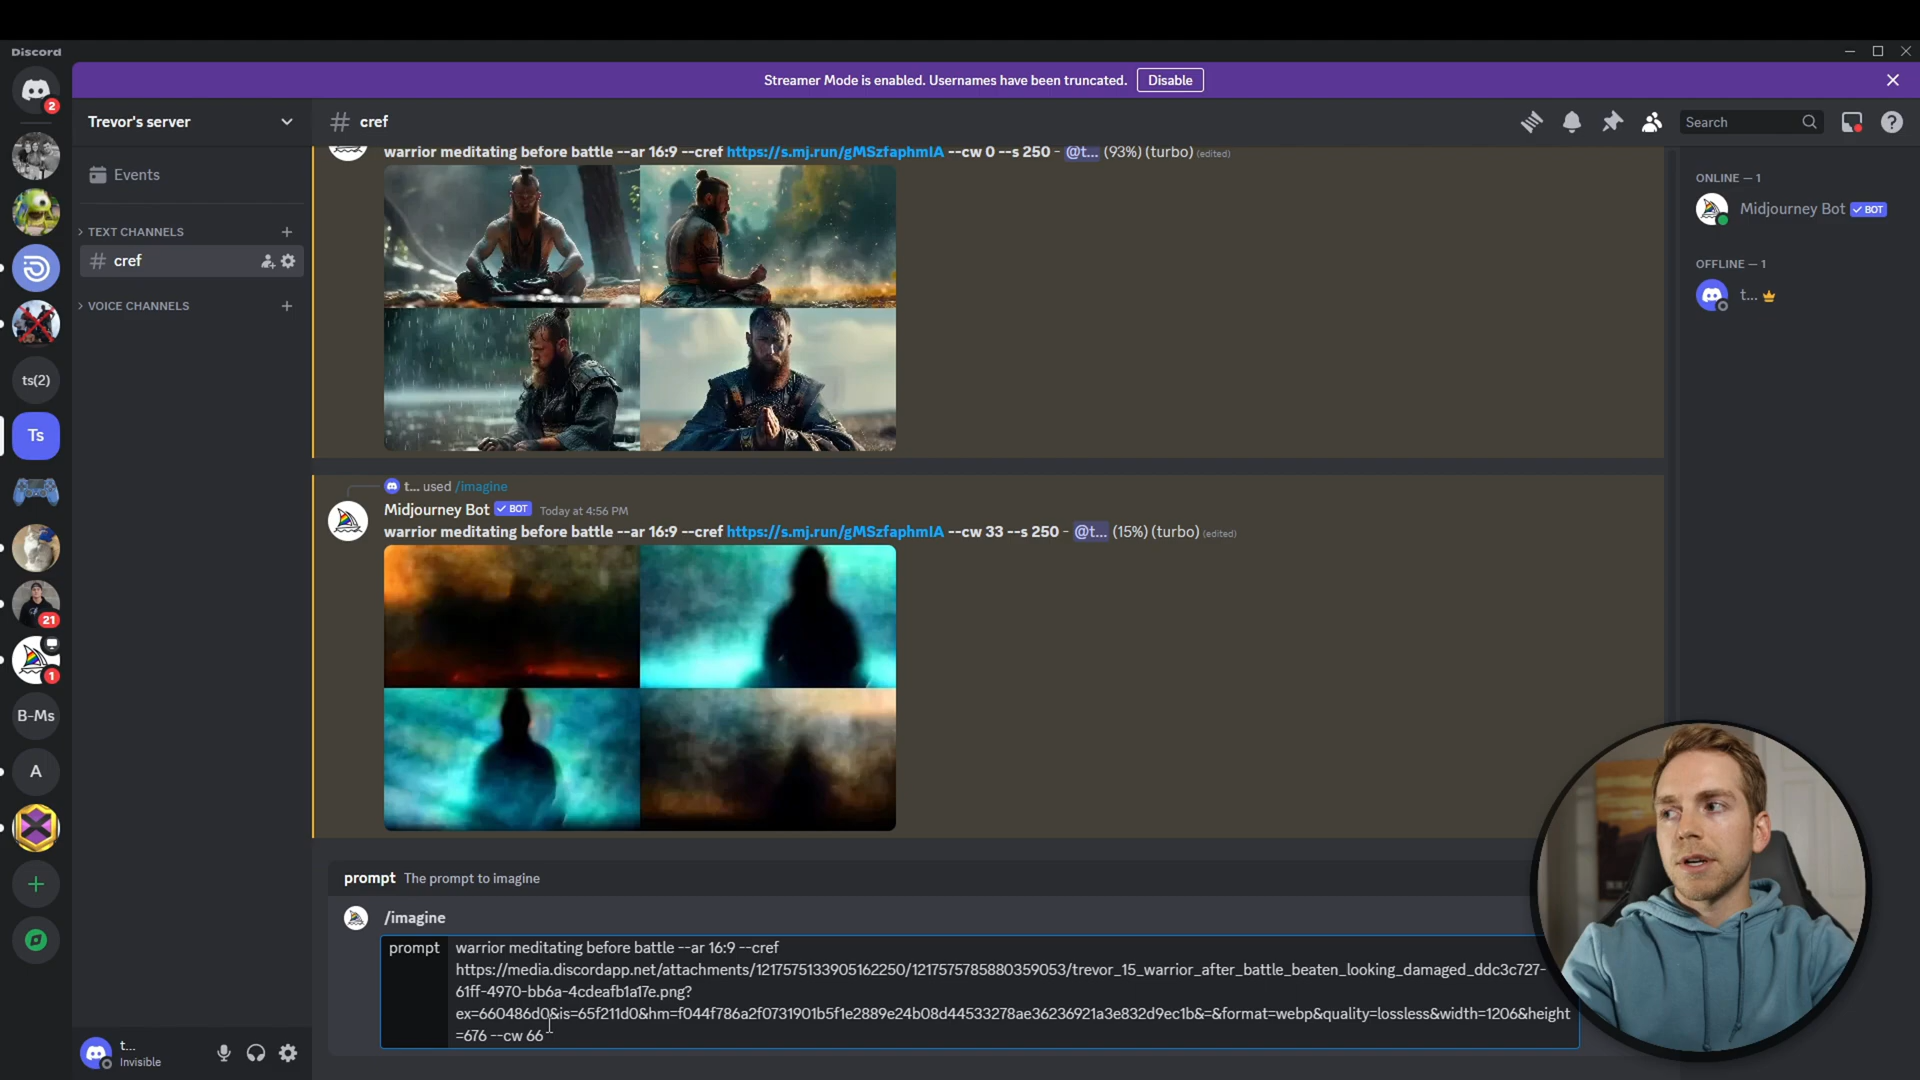 Discord
Streamer Mode is enabled. Usernames have been truncated. Disable
2
Trevor's server
# cref
Search
Events
TEXT CHANNELS
# cref
VOICE CHANNELS
ts(2)
Ts
21
1
B-Ms
A
warrior meditating before battle --ar 16:9 --cref https://s.mj.run/gMSzfaphmIA --cw 0 --s 250 - @t... (93%) (turbo) (edited)
t... used /imagine
Midjourney Bot BOT Today at 4:56 PM
warrior meditating before battle --ar 16:9 --cref https://s.mj.run/gMSzfaphmIA --cw 33 --s 250 - @t... (15%) (turbo) (edited)
prompt The prompt to imagine
/imagine
prompt warrior meditating before battle --ar 16:9 --cref
https://media.discordapp.net/attachments/1217575133905162250/1217575785880359053/trevor_15_warrior_after_battle_beaten_looking_damaged_ddc3c727-
61ff-4970-bb6a-4cdeafb1a17e.png?
ex=660486d0&is=65f211d0&hm=f044f786a2f0731901b5f1e2889e24b08d44533278ae36236921a3e832d9ec1b&=&format=webp&quality=lossless&width=1206&height
=676 --cw 66
ONLINE — 1
Midjourney Bot BOT
OFFLINE — 1
t...
t...
Invisible